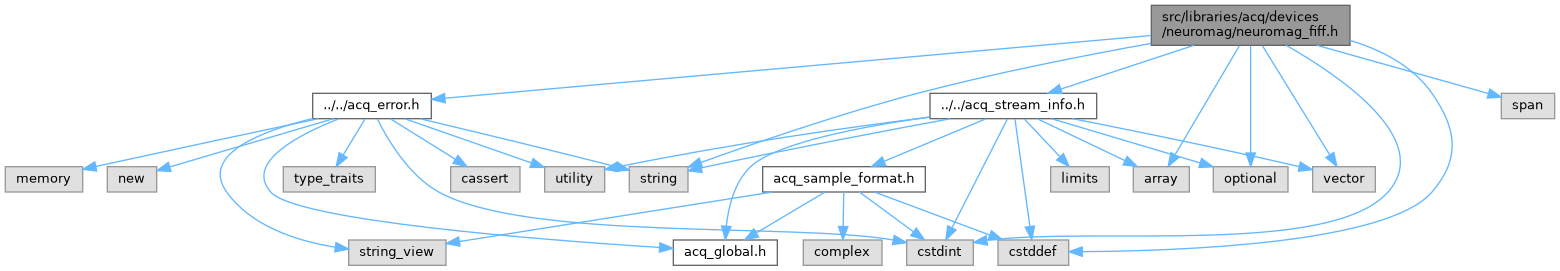 src/libraries/acq/devices
/neuromag/neuromag_fiff.h
../../acq_error.h
../../acq_stream_info.h
span
memory
new
type_traits
cassert
utility
string
acq_sample_format.h
limits
array
optional
vector
string_view
acq_global.h
complex
cstdint
cstddef